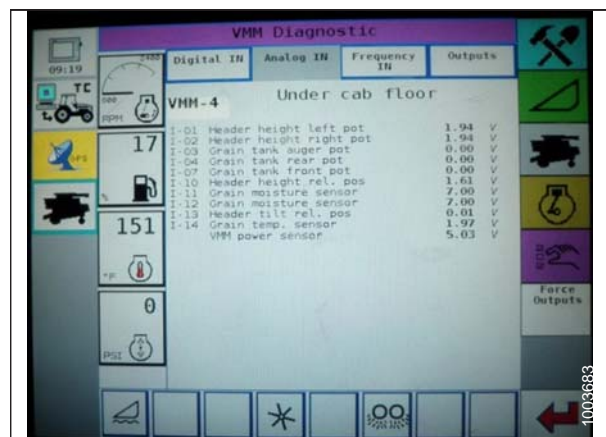 VMM Diagnostic
09:19
Digital IN
Analog IN
Frequency IN
Outputs
VMM-4
Under cab floor
I-01 Header height left pot 1.94 V
I-02 Header height right pot 1.94 V
I-03 Grain tank auger pot 0.00 V
I-04 Grain tank rear pot 0.00 V
I-07 Grain tank front pot 0.00 V
I-10 Header height rel. pos 1.61 V
I-11 Grain moisture sensor 7.00 V
I-12 Grain moisture sensor 7.00 V
I-13 Header tilt rel. pos 0.01 V
I-14 Grain temp. sensor 1.97 V
VMM power sensor 5.03 V
TC
1.0
GPS
RPM
17
%
151
°F
0
PSI
Force
Outputs
1003683